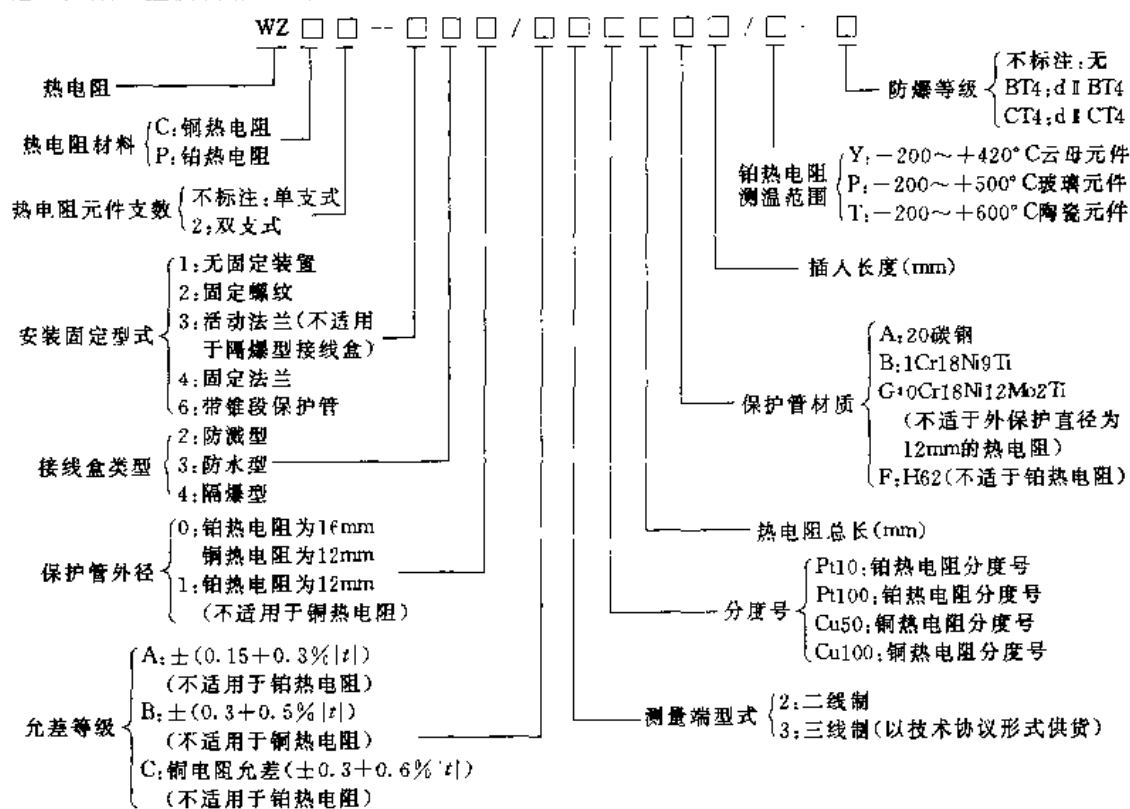 WZ□□--□□□/□□□□□□/□-□
热电阻
热电阻材料
C:铜热电阻
P:铂热电阻
热电阻元件支数
不标注:单支式
2:双支式
安装固定型式
1:无固定装置
2:固定螺纹
3:活动法兰(不适用
于隔爆型接线盒)
4:固定法兰
6:带锥段保护管
接线盒类型
2:防溅型
3:防水型
4:隔爆型
保护管外径
0:铂热电阻为16mm
铜热电阻为12mm
1:铂热电阻为12mm
(不适用于铜热电阻)
允差等级
A:±(0.15+0.3%|t|)
(不适用于铂热电阻)
B:±(0.3+0.5%|t|)
(不适用于铜热电阻)
C:铜电阻允差(±0.3+0.6%|t|)
(不适用于铂热电阻)
防爆等级
不标注:无
BT4:dⅡBT4
CT4:dⅡCT4
铂热电阻
测温范围
Y:-200~+420°C云母元件
P:-200~+500°C玻璃元件
T:-200~+600°C陶瓷元件
插入长度(mm)
保护管材质
A:20碳钢
B:1Cr18Ni9Ti
G:0Cr18Ni12Mo2Ti
(不适于外保护直径为
12mm的热电阻)
F:H62(不适于铂热电阻)
热电阻总长(mm)
分度号
Pt10:铂热电阻分度号
Pt100:铂热电阻分度号
Cu50:铜热电阻分度号
Cu100:铜热电阻分度号
测量端型式
2:二线制
3:三线制(以技术协议形式供货)